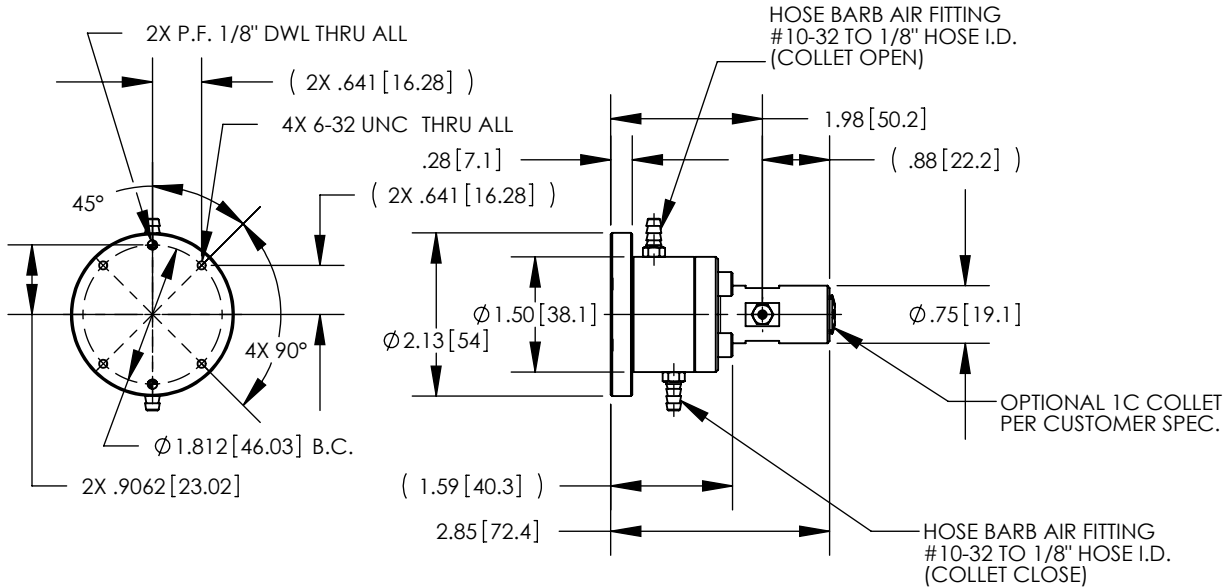 2X P.F. 1/8" DWL THRU ALL
( 2X .641 [16.28] )
4X 6-32 UNC THRU ALL
( 2X .641 [16.28] )
45°
4X 90°
Ø 1.812 [46.03] B.C.
2X .9062 [23.02]
HOSE BARB AIR FITTING
#10-32 TO 1/8" HOSE I.D.
(COLLET OPEN)
1.98 [50.2]
.28 [7.1]
( .88 [22.2] )
Ø 1.50 [38.1]
Ø 2.13 [54]
Ø .75 [19.1]
OPTIONAL 1C COLLET
PER CUSTOMER SPEC.
( 1.59 [40.3] )
2.85 [72.4]
HOSE BARB AIR FITTING
#10-32 TO 1/8" HOSE I.D.
(COLLET CLOSE)